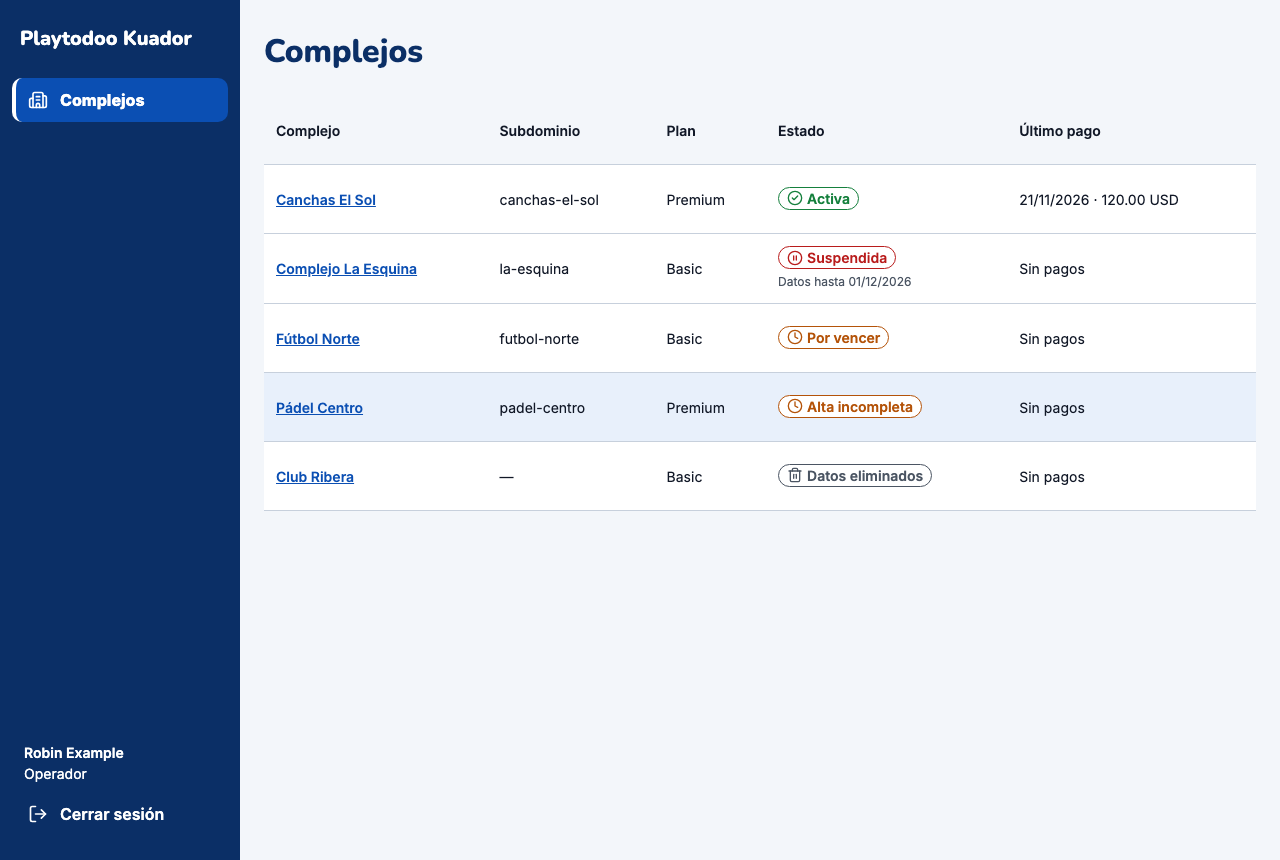 Playtodoo Kuador
Complejos
Complejos
Complejo Subdominio Plan Estado Último pago
Canchas El Sol canchas-el-sol Premium Activa 21/11/2026 · 120.00 USD
Complejo La Esquina la-esquina Basic Suspendida Sin pagos
Datos hasta 01/12/2026
Fútbol Norte futbol-norte Basic Por vencer Sin pagos
Pádel Centro padel-centro Premium Alta incompleta Sin pagos
Club Ribera — Basic Datos eliminados Sin pagos
Robin Example
Operador
Cerrar sesión